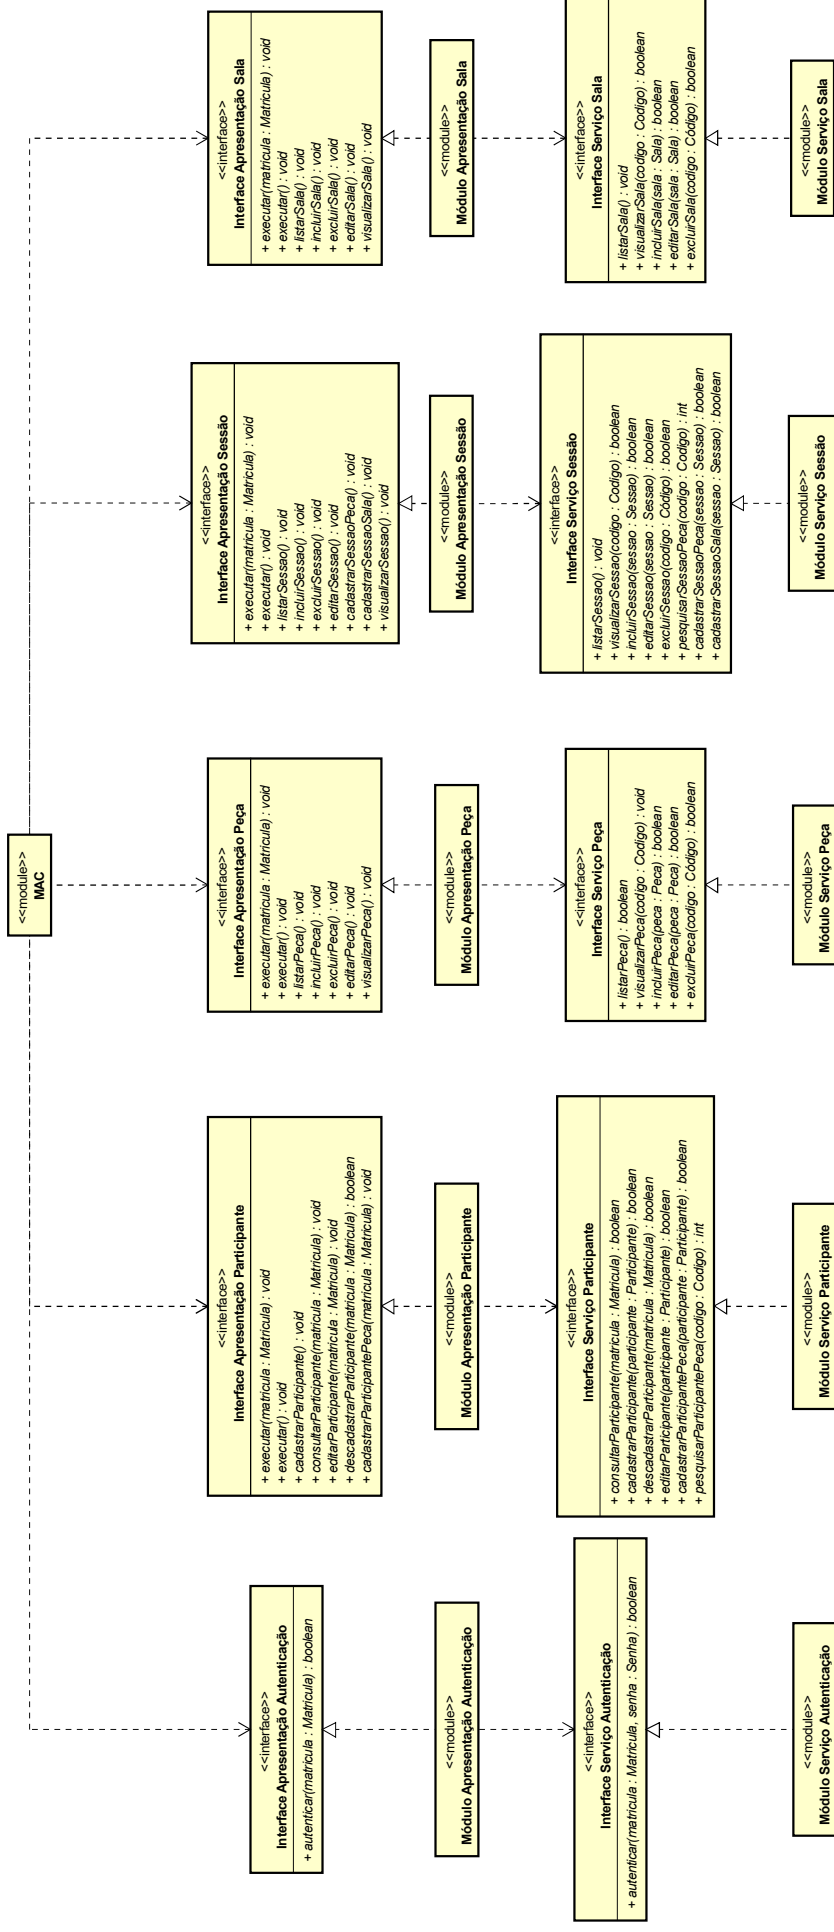 <<module>>
MAC
<<interface>>
Interface Apresentação Autenticação
+ autenticar(matricula : Matricula) : boolean
<<interface>>
Interface Apresentação Participante
+ executar(matricula : Matricula) : void
+ executar() : void
+ cadastrarParticipante() : void
+ consultarParticipante(matricula : Matricula) : void
+ editarParticipante(matricula : Matricula) : void
+ descadastrarParticipante(matricula : Matricula) : boolean
+ cadastrarParticipantePeca(matricula : Matricula) : void
<<interface>>
Interface Apresentação Peça
+ executar(matricula : Matricula) : void
+ executar() : void
+ listarPeca() : void
+ incluirPeca() : void
+ excluirPeca() : void
+ editarPeca() : void
+ visualizarPeca() : void
<<interface>>
Interface Apresentação Sessão
+ executar(matricula : Matricula) : void
+ executar() : void
+ listarSessao() : void
+ incluirSessao() : void
+ excluirSessao() : void
+ editarSessao() : void
+ cadastrarSessaoPeca() : void
+ cadastrarSessaoSala() : void
+ visualizarSessao() : void
<<interface>>
Interface Apresentação Sala
+ executar(matricula : Matricula) : void
+ executar() : void
+ listarSala() : void
+ incluirSala() : void
+ excluirSala() : void
+ editarSala() : void
+ visualizarSala() : void
<<module>>
Módulo Apresentação Autenticação
<<module>>
Módulo Apresentação Participante
<<module>>
Módulo Apresentação Peça
<<module>>
Módulo Apresentação Sessão
<<module>>
Módulo Apresentação Sala
<<interface>>
Interface Serviço Autenticação
+ autenticar(matricula : Matricula, senha : Senha) : boolean
<<interface>>
Interface Serviço Participante
+ consultarParticipante(matricula : Matricula) : boolean
+ cadastrarParticipante(participante : Participante) : boolean
+ descadastrarParticipante(matricula : Matricula) : boolean
+ editarParticipante(participante : Participante) : boolean
+ cadastrarParticipantePeca(participante : Participante) : boolean
+ pesquisarParticipantePeca(codigo : Codigo) : int
<<interface>>
Interface Serviço Peça
+ listarPeca() : boolean
+ visualizarPeca(codigo : Codigo) : void
+ incluirPeca(peca : Peca) : boolean
+ editarPeca(peca : Peca) : boolean
+ excluirPeca(codigo : Código) : boolean
<<interface>>
Interface Serviço Sessão
+ listarSessao() : void
+ visualizarSessao(codigo : Codigo) : boolean
+ incluirSessao(sessao : Sessao) : boolean
+ editarSessao(sessao : Sessao) : boolean
+ excluirSessao(codigo : Código) : boolean
+ pesquisarSessaoPeca(codigo : Codigo) : int
+ cadastrarSessaoPeca(sessao : Sessao) : boolean
+ cadastrarSessaoSala(sessao : Sessao) : boolean
<<interface>>
Interface Serviço Sala
+ listarSala() : void
+ visualizarSala(codigo : Codigo) : boolean
+ incluirSala(sala : Sala) : boolean
+ editarSala(sala : Sala) : boolean
+ excluirSala(codigo : Código) : boolean
<<module>>
Módulo Serviço Autenticação
<<module>>
Módulo Serviço Participante
<<module>>
Módulo Serviço Peça
<<module>>
Módulo Serviço Sessão
<<module>>
Módulo Serviço Sala